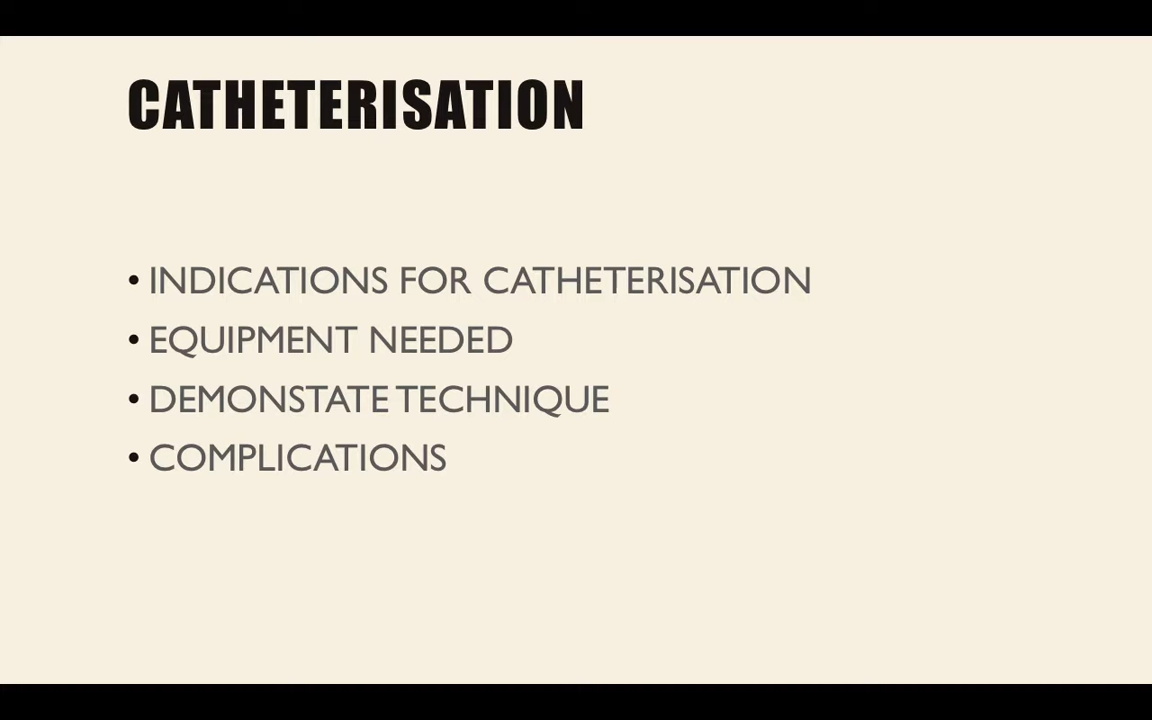 CATHETERISATION
• INDICATIONS FOR CATHETERISATION
• EQUIPMENT NEEDED
• DEMONSTATE TECHNIQUE
• COMPLICATIONS